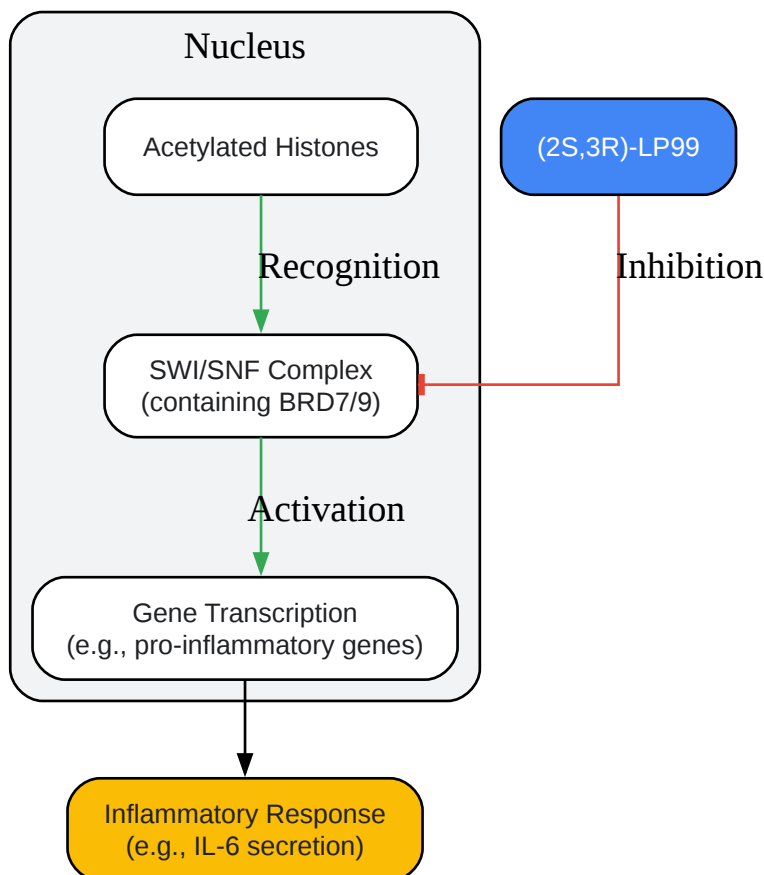 Nucleus
Acetylated Histones
(2S,3R)-LP99
Recognition
Inhibition
SWI/SNF Complex
(containing BRD7/9)
Activation
Gene Transcription
(e.g., pro-inflammatory genes)
Inflammatory Response
(e.g., IL-6 secretion)